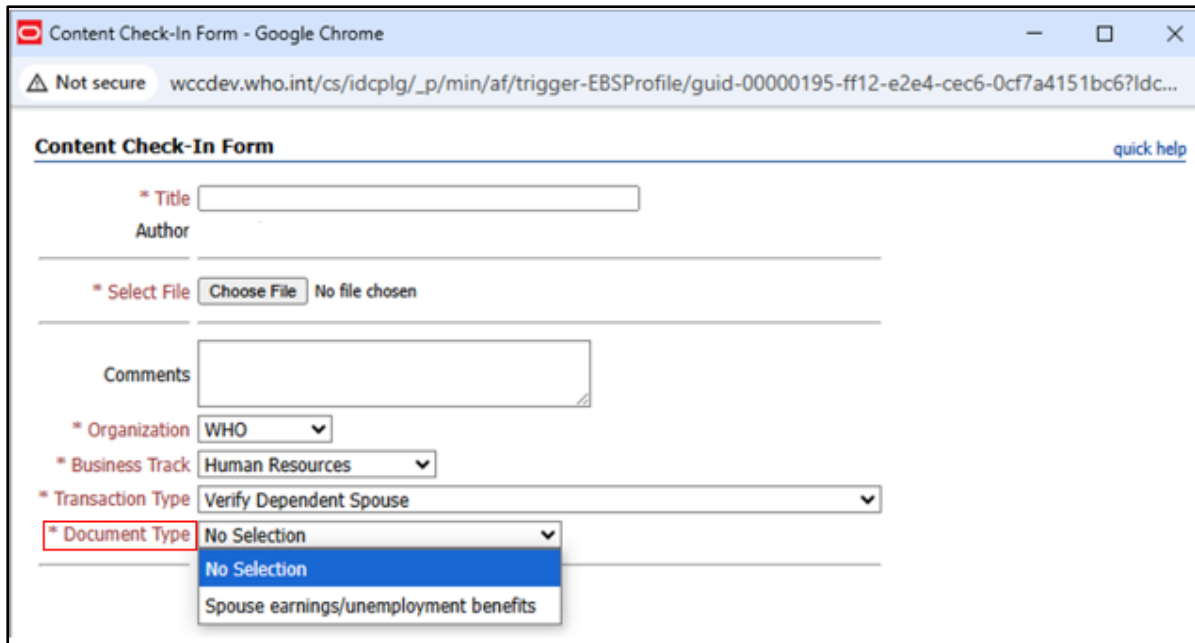 Content Check-In Form - Google Chrome
Not secure wccdev.who.int/cs/idcplg/_p/min/af/trigger-EBSProfile/guid-00000195-ff12-e2e4-cec6-0cf7a4151bc6?Idc...
Content Check-In Form quick help
* Title
Author
* Select File Choose File No file chosen
Comments
* Organization WHO
* Business Track Human Resources
* Transaction Type Verify Dependent Spouse
* Document Type No Selection
No Selection
Spouse earnings/unemployment benefits